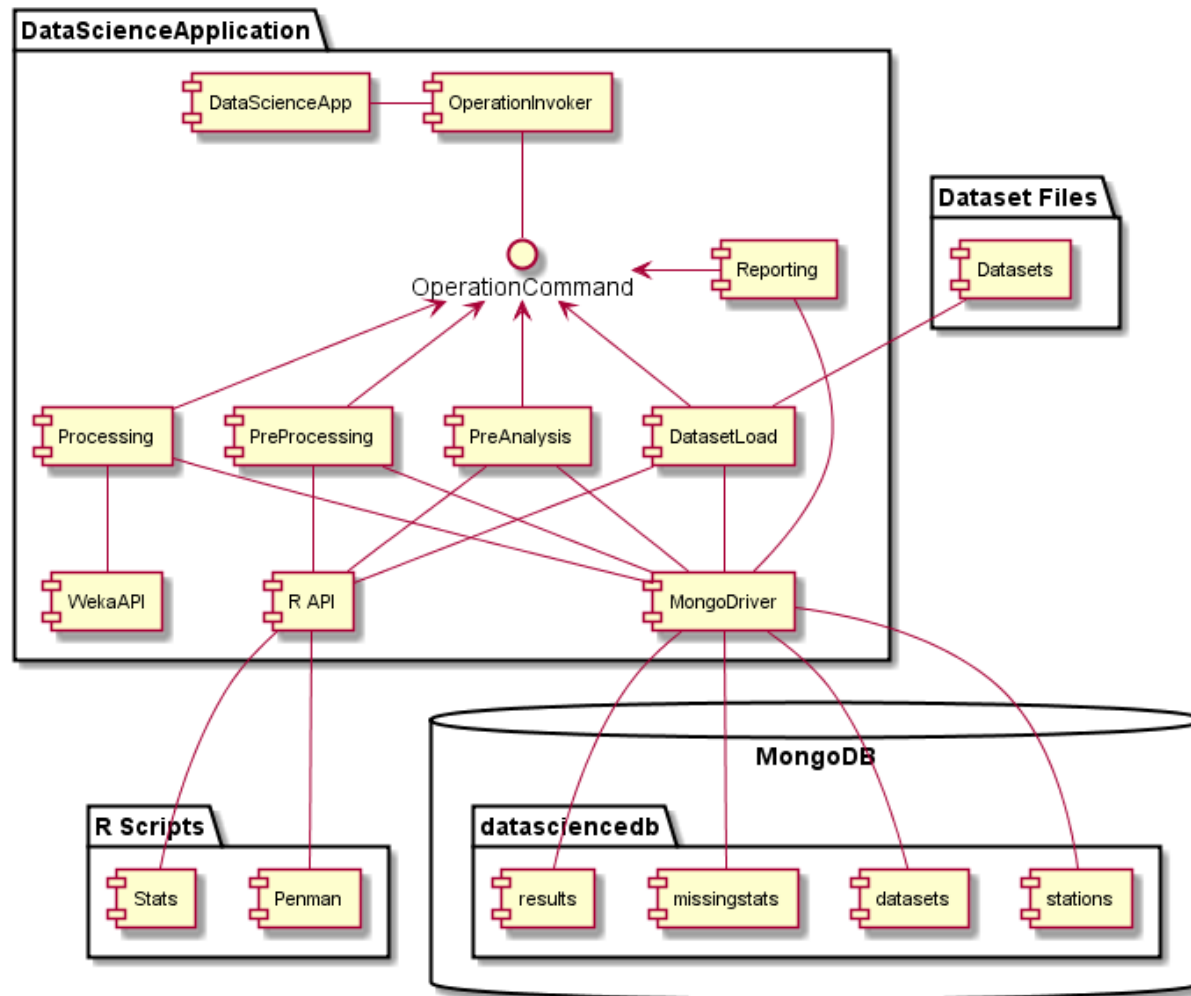 DataScienceApplication
DataScienceApp
OperationInvoker
Dataset Files
Reporting
Datasets
OperationCommand
Processing
PreProcessing
PreAnalysis
DatasetLoad
WekaAPI
R API
MongoDriver
MongoDB
R Scripts
datasciencedb
Stats
Penman
results
missingstats
datasets
stations